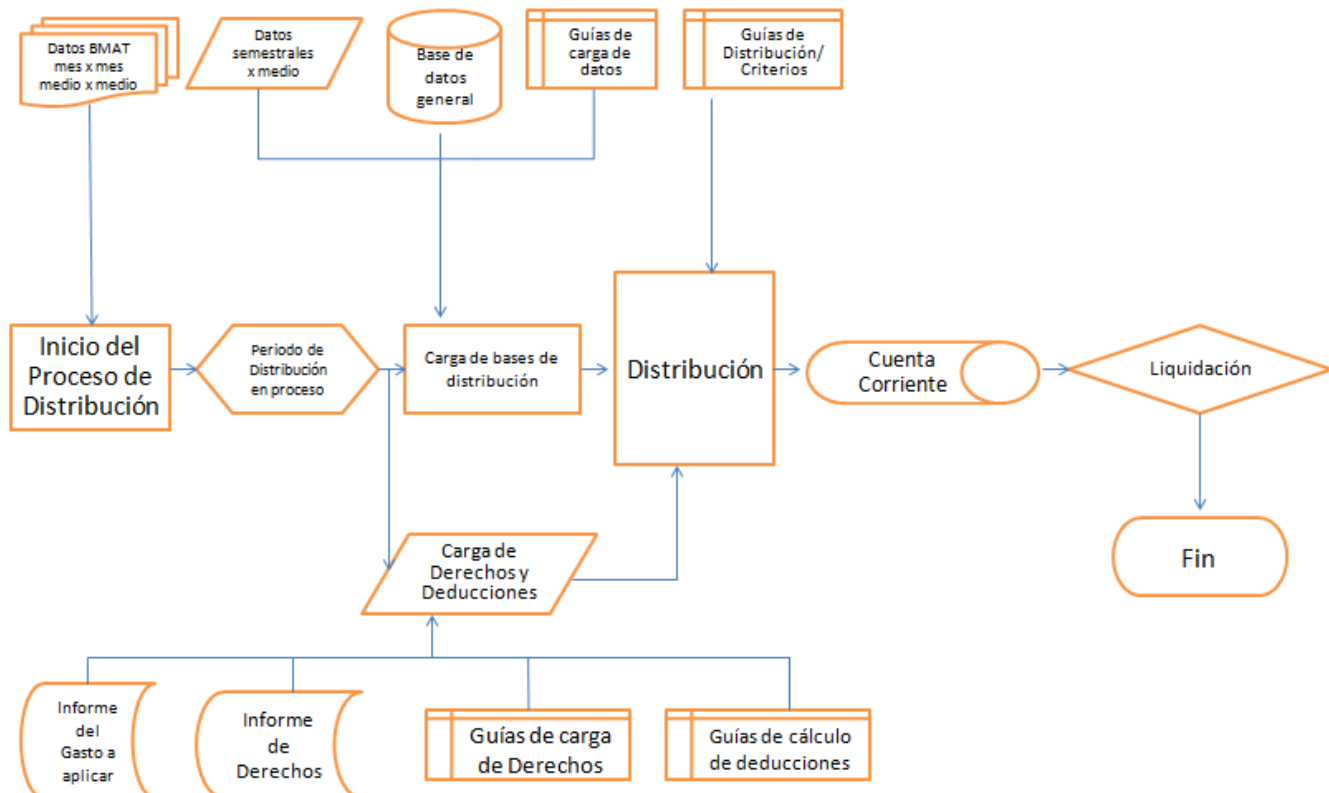 Datos BMAT
mes x mes
medio x medio
Datos
semestrales
x medio
Base de
datos
general
Guías de
carga de
datos
Guías de
Distribución/
Criterios
Inicio del
Proceso de
Distribución
Periodo de
Distribución
en proceso
Carga de bases de
distribución
Distribución
Cuenta
Corriente
Liquidación
Carga de
Derechos y
Deducciones
Fin
Informe
del
Gasto a
aplicar
Informe
de
Derechos
Guías de carga
de Derechos
Guías de cálculo
de deducciones